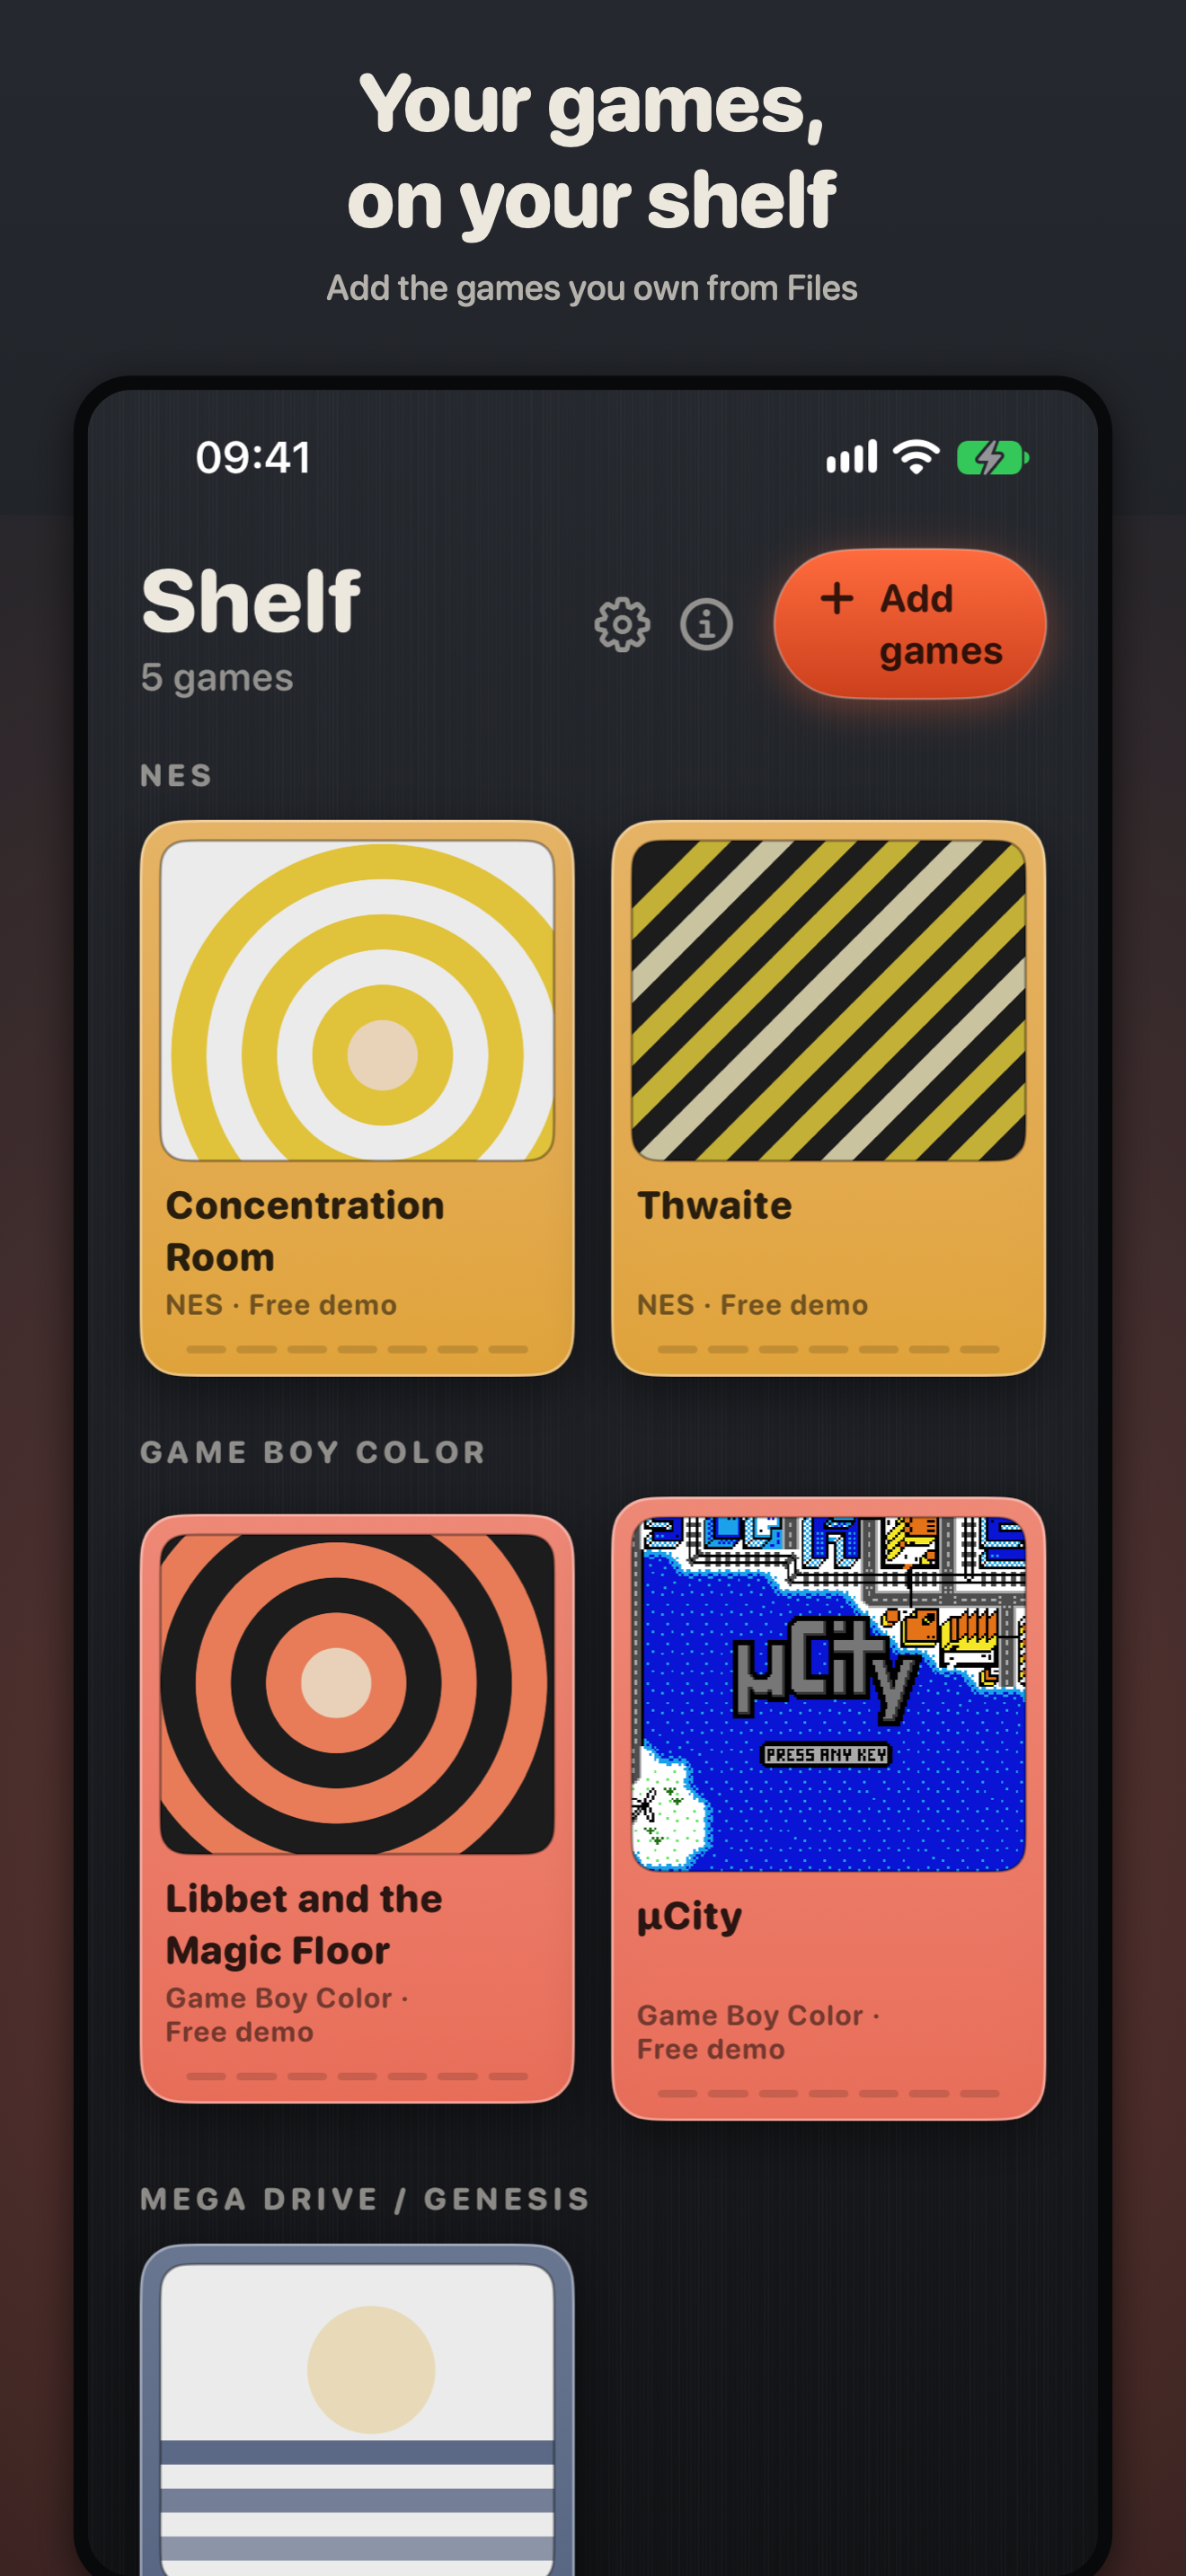 Your games,
on your shelf
Add the games you own from Files
09:41
Shelf
5 games
+ Add
games
NES
Concentration
Room
NES · Free demo
Thwaite
NES · Free demo
GAME BOY COLOR
Libbet and the
Magic Floor
Game Boy Color ·
Free demo
µCity
PRESS ANY KEY
µCity
Game Boy Color ·
Free demo
MEGA DRIVE / GENESIS